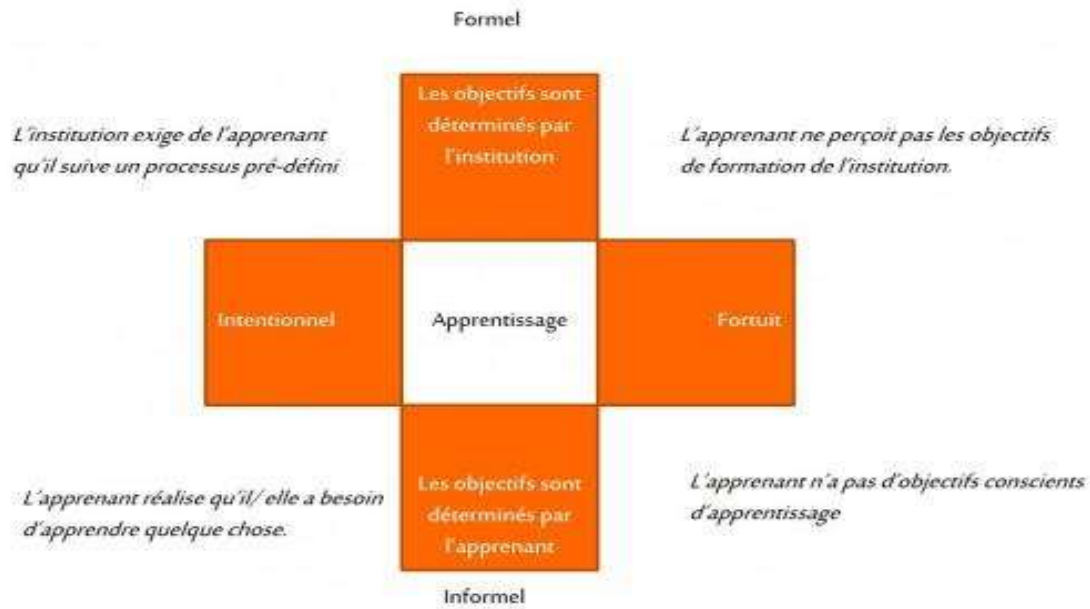 Formel
Les objectifs sont
déterminés par
l'institution
L'institution exige de l'apprenant
qu'il suive un processus pré-défini
L'apprenant ne perçoit pas les objectifs
de formation de l'institution.
Intentionnel
Apprentissage
Fortuit
L'apprenant réalise qu'il/ elle a besoin
d'apprendre quelque chose.
Les objectifs sont
déterminés par
l'apprenant
L'apprenant n'a pas d'objectifs conscients
d'apprentissage
Informel